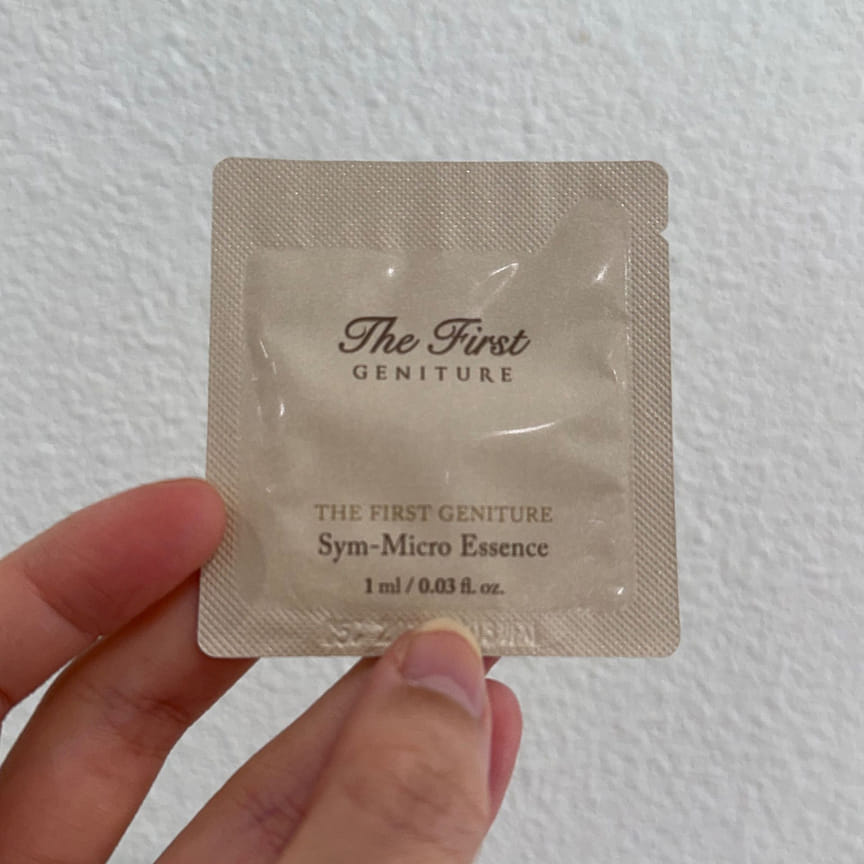 The First
GENITURE
THE FIRST GENITURE
Sym-Micro Essence
1 ml / 0.03 fl. oz.